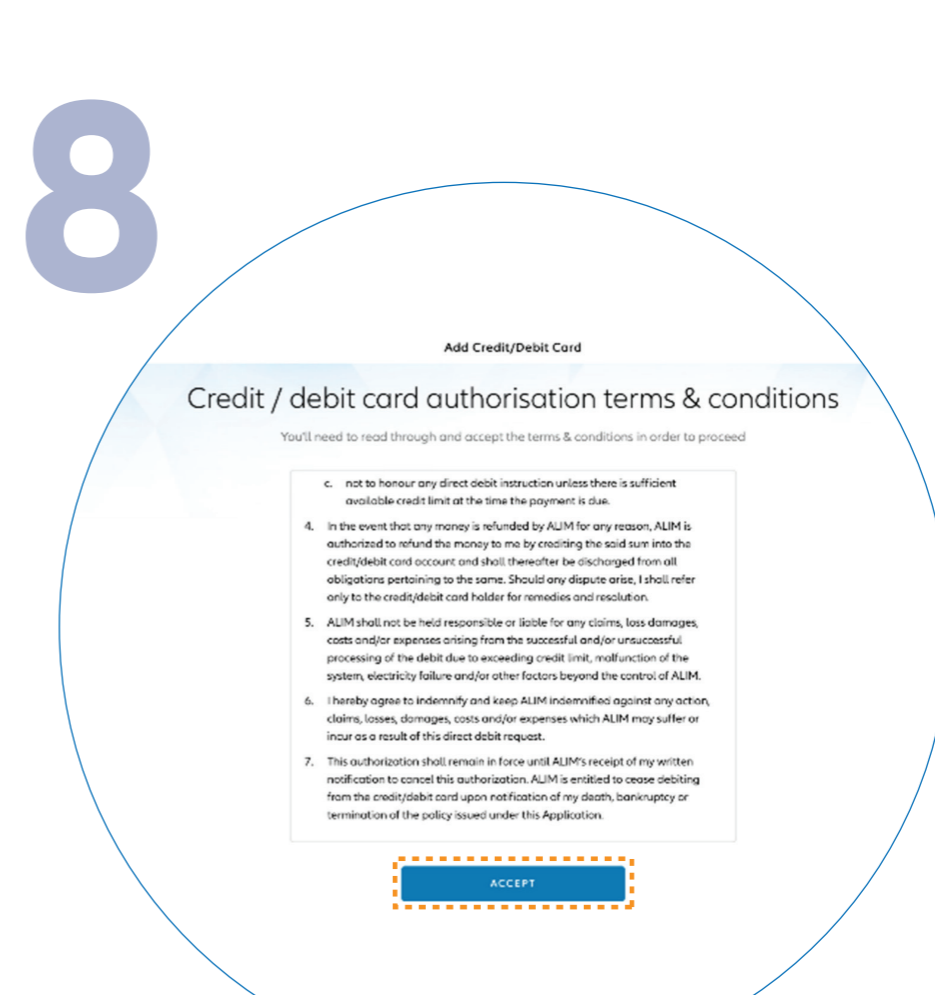 8
Add Credit/Debit Card
Credit / debit card authorisation terms & conditions
You'll need to read through and accept the terms & conditions in order to proceed
c. not to honour any direct debit instruction unless there is sufficient
available credit limit at the time the payment is due.
4. In the event that any money is refunded by ALIM for any reason, ALIM is
authorized to refund the money to me by crediting the said sum into the
credit/debit card account and shall thereafter be discharged from all
obligations pertaining to the same. Should any dispute arise, I shall refer
only to the credit/debit card holder for remedies and resolution.
5. ALIM shall not be held responsible or liable for any claims, loss damages,
costs and/or expenses arising from the successful and/or unsuccessful
processing of the debit due to exceeding credit limit, malfunction of the
system, electricity failure and/or other factors beyond the control of ALIM.
6. I hereby agree to indemnify and keep ALIM indemnified against any action,
claims, losses, damages, costs and/or expenses which ALIM may suffer or
incur as a result of this direct debit request.
7. This authorization shall remain in force until ALIM's receipt of my written
notification to cancel this authorization. ALIM is entitled to cease debiting
from the credit/debit card upon notification of my death, bankruptcy or
termination of the policy issued under this Application.
ACCEPT